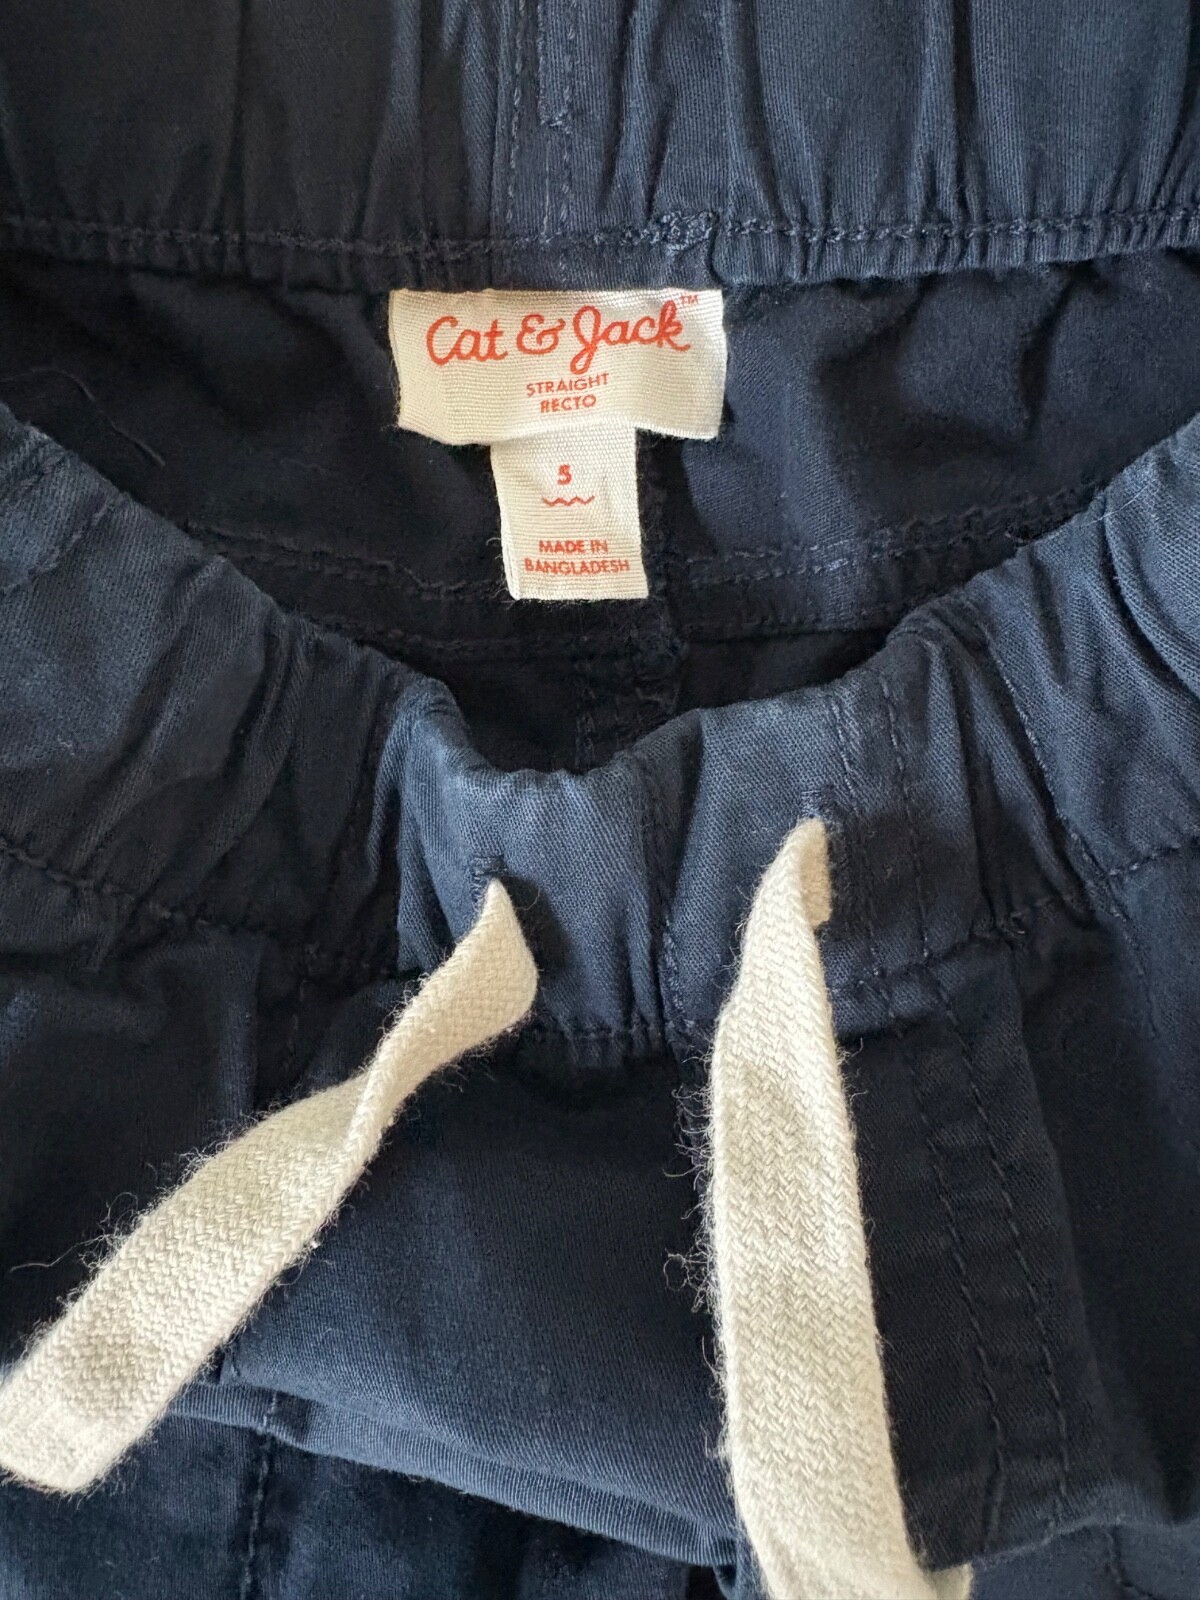 Cat & Jack™
STRAIGHT
RECTO
5
MADE IN
BANGLADESH